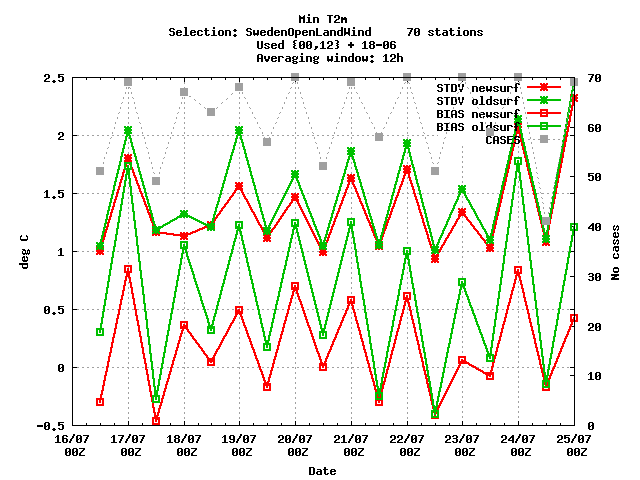 Min T2m
Selection: SwedenOpenLandWind 70 stations
Used {00,12} + 18-06
Averaging window: 12h
STDV newsurf
STDV oldsurf
BIAS newsurf
BIAS oldsurf
CASES
2.5
2
1.5
1
0.5
0
-0.5
deg C
70
60
50
40
30
20
10
0
No cases
16/07 17/07 18/07 19/07 20/07 21/07 22/07 23/07 24/07 25/07
00Z 00Z 00Z 00Z 00Z 00Z 00Z 00Z 00Z 00Z
Date